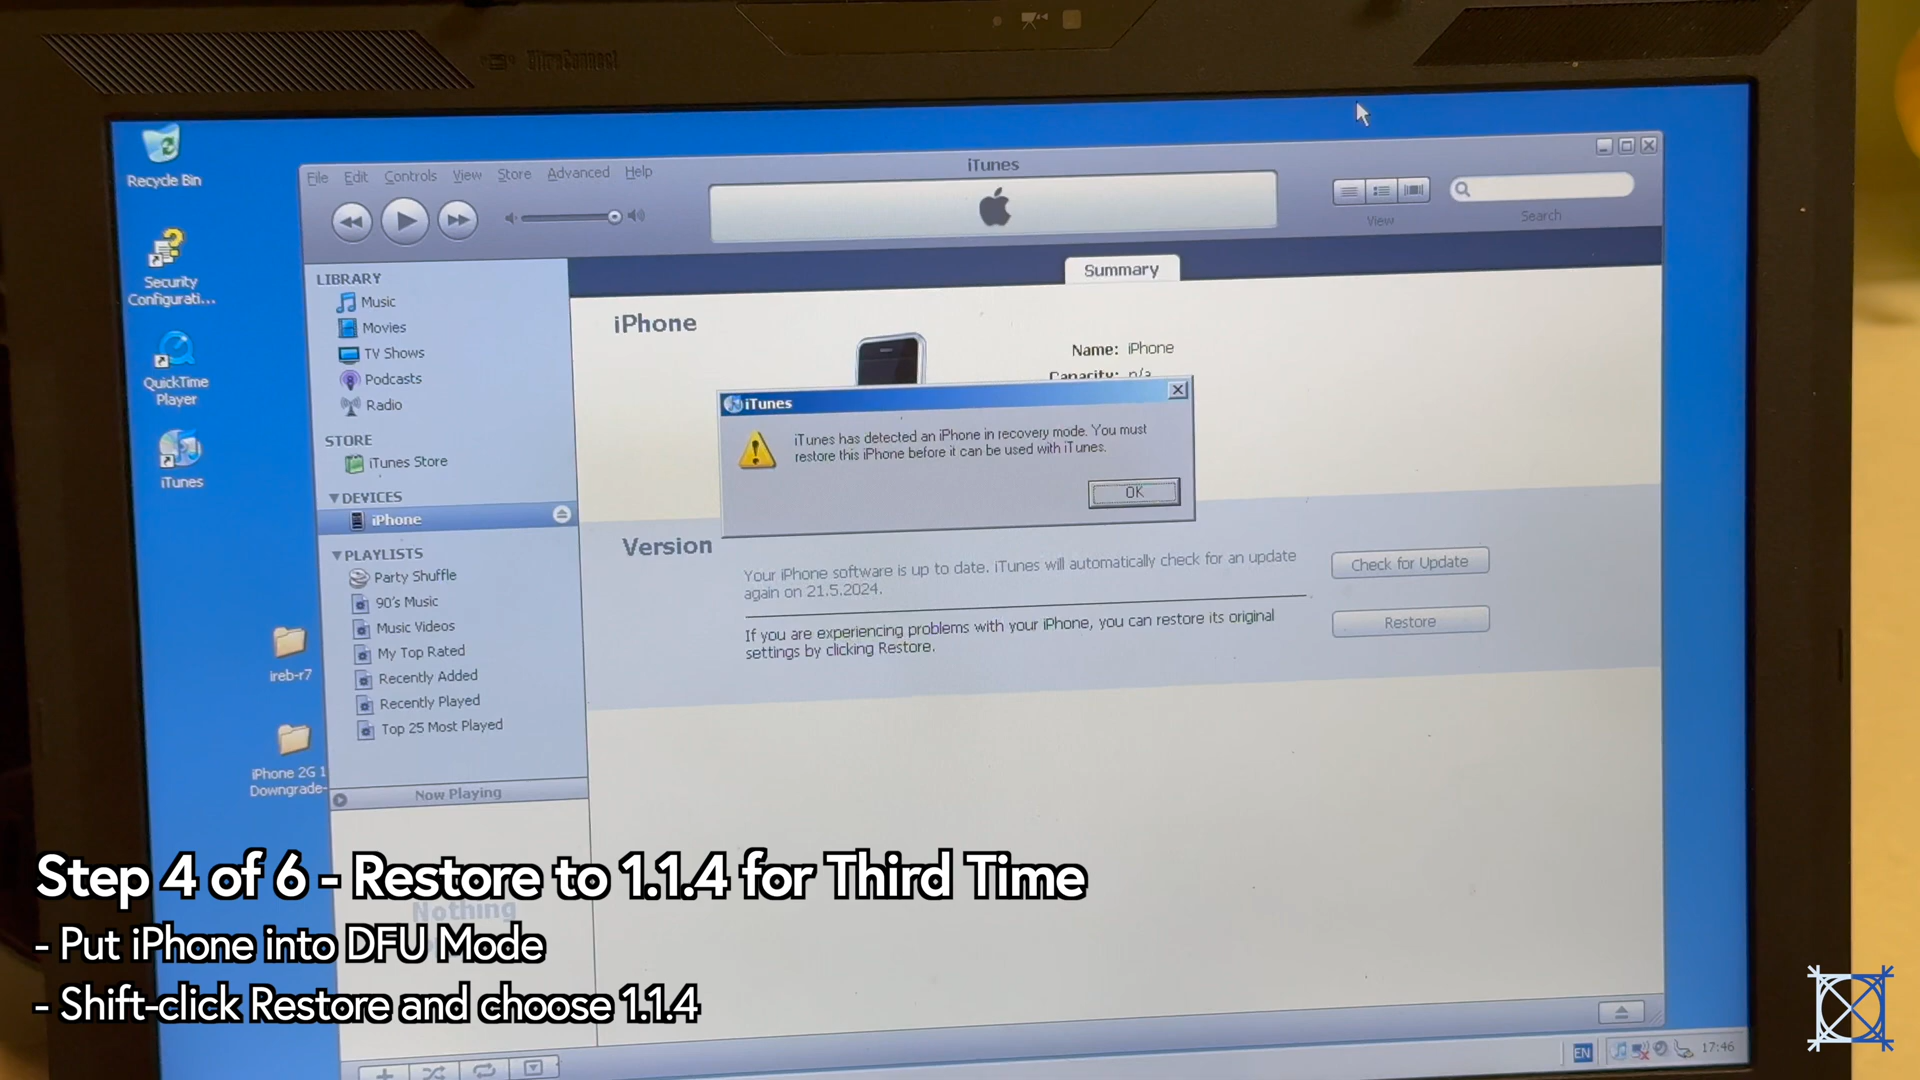 Recycle Bin
Security
Configurati...
QuickTime
Player
iTunes
ireb-r7
iPhone 2G 1
Downgrade-
iTunes
File Edit Controls View Store Advanced Help
View
Search
LIBRARY
Music
Movies
TV Shows
Podcasts
Radio
STORE
iTunes Store
DEVICES
iPhone
PLAYLISTS
Party Shuffle
90's Music
Music Videos
My Top Rated
Recently Added
Recently Played
Top 25 Most Played
Now Playing
Nothing
Summary
iPhone
Name: iPhone
Capacity: n/a
iTunes
iTunes has detected an iPhone in recovery mode. You must
restore this iPhone before it can be used with iTunes.
OK
Version
Your iPhone software is up to date. iTunes will automatically check for an update
again on 21.5.2024.
Check for Update
If you are experiencing problems with your iPhone, you can restore its original
settings by clicking Restore.
Restore
Step 4 of 6 - Restore to 1.1.4 for Third Time
- Put iPhone into DFU Mode
- Shift-click Restore and choose 1.1.4
EN
17:46